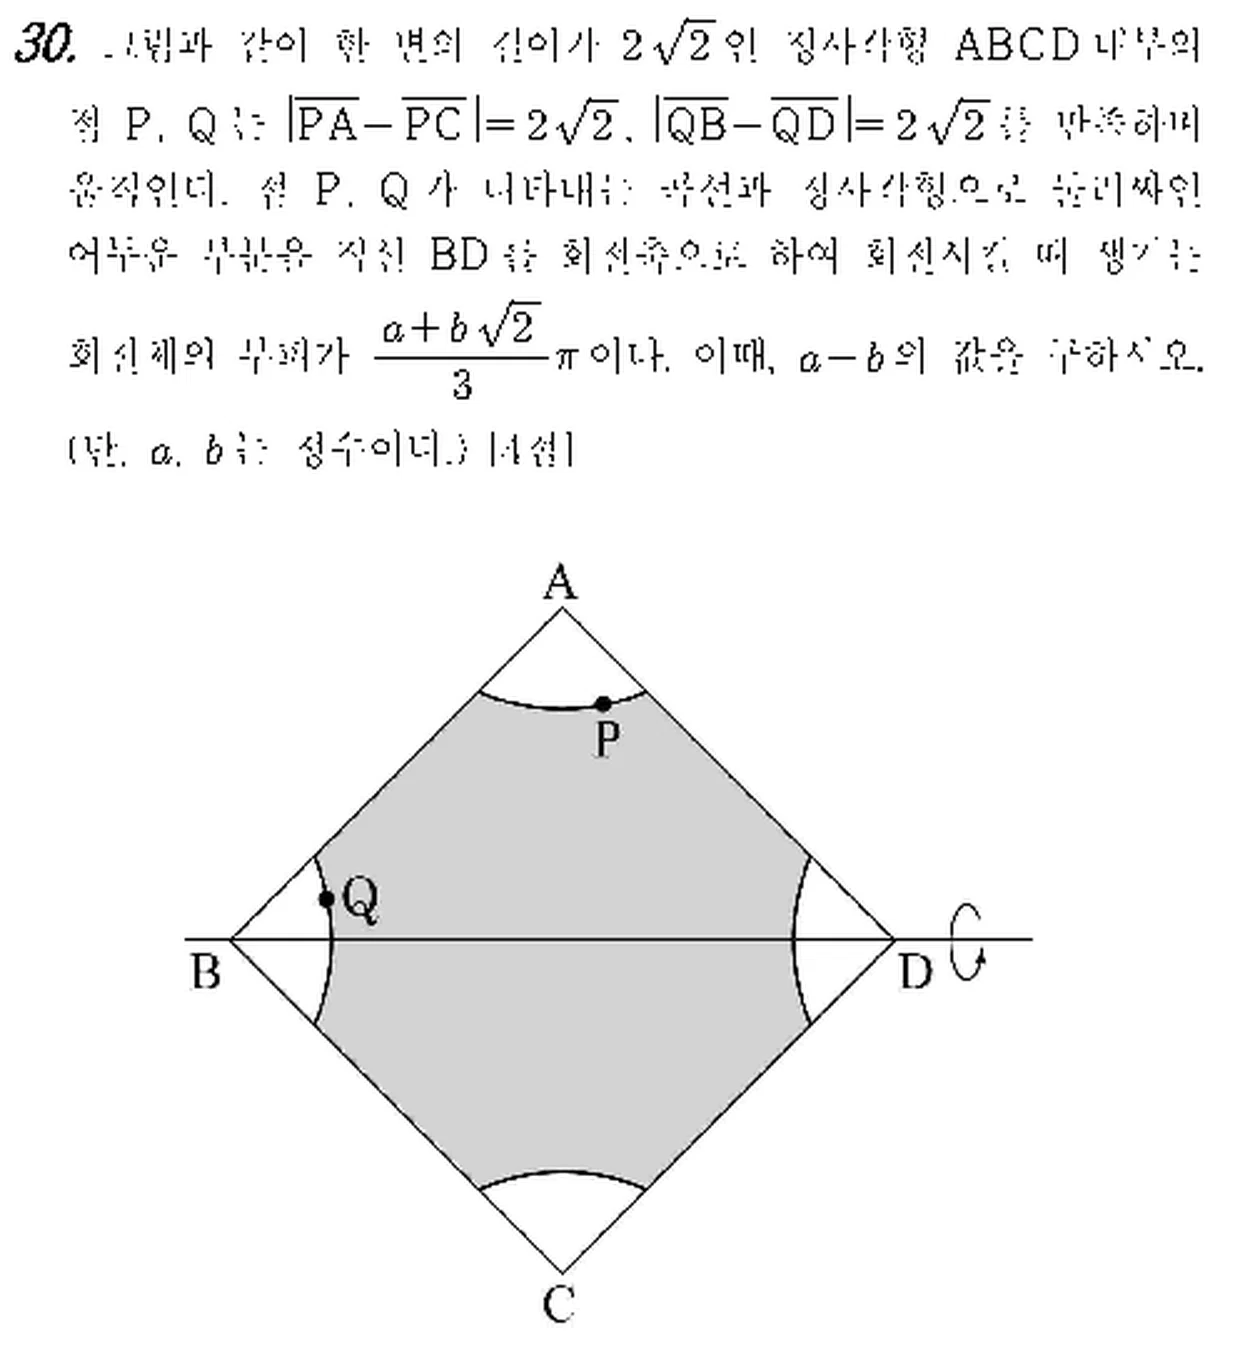 30. 그림과 같이 한 변의 길이가 2√2인 정사각형 ABCD 내부의
점 P, Q는 |PA−PC|=2√2, |QB−QD|=2√2를 만족하며
움직인다. 점 P, Q가 나타내는 곡선과 정사각형으로 둘러싸인
어두운 부분을 직선 BD를 회전축으로 하여 회전시킬 때 생기는
회전체의 부피가 (a+b√2)/3 π이다. 이때, a−b의 값을 구하시오.
(단, a, b는 정수이다.) [4점]
A
P
Q
B
D
C